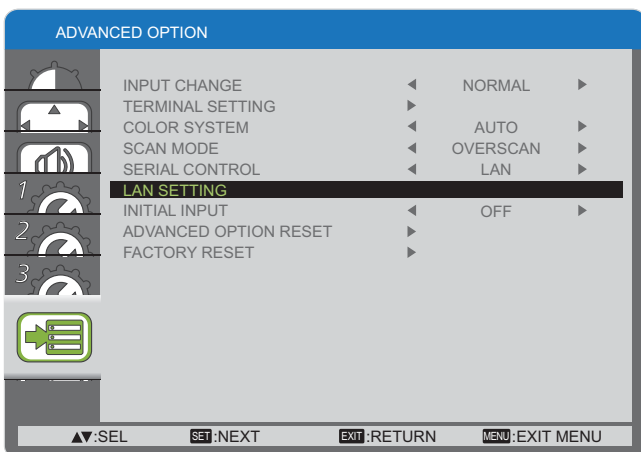 ADVANCED OPTION
INPUT CHANGE NORMAL
TERMINAL SETTING
COLOR SYSTEM AUTO
SCAN MODE OVERSCAN
SERIAL CONTROL LAN
LAN SETTING
INITIAL INPUT OFF
ADVANCED OPTION RESET
FACTORY RESET
1
2
3
▲▼:SEL SET:NEXT EXIT:RETURN MENU:EXIT MENU